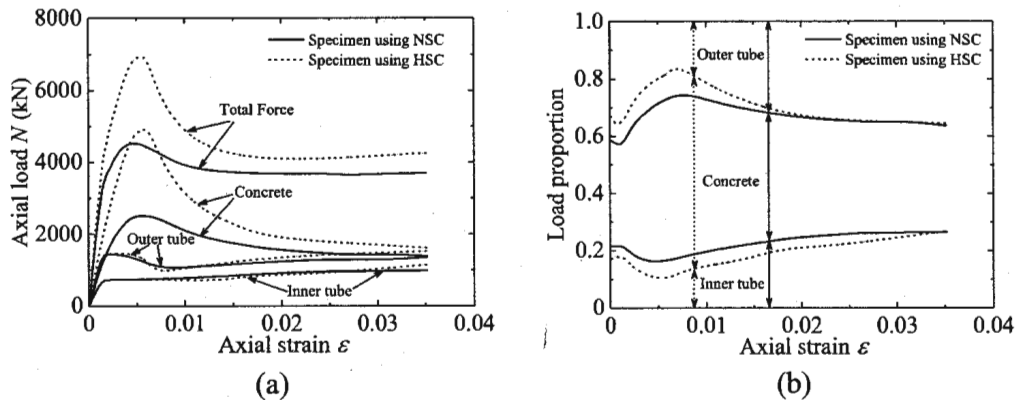 8000
6000
4000
2000
0
0
0.01
0.02
0.03
0.04
Axial load N (kN)
Axial strain ε
Specimen using NSC
Specimen using HSC
Total Force
Concrete
Outer tube
Inner tube
(a)
1.0
0.8
0.6
0.4
0.2
0
0
0.01
0.02
0.03
0.04
Load proportion
Axial strain ε
Outer tube
Specimen using NSC
Specimen using HSC
Concrete
Inner tube
(b)